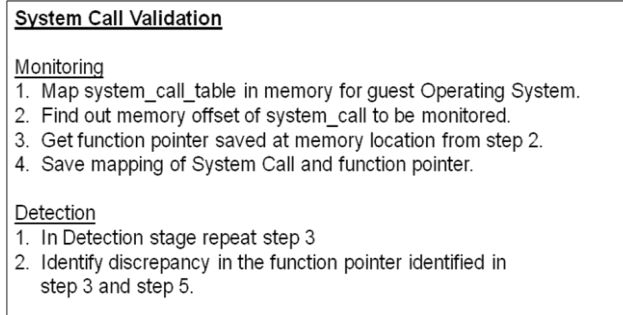 System Call Validation
Monitoring
1. Map system_call_table in memory for guest Operating System.
2. Find out memory offset of system_call to be monitored.
3. Get function pointer saved at memory location from step 2.
4. Save mapping of System Call and function pointer.
Detection
1. In Detection stage repeat step 3
2. Identify discrepancy in the function pointer identified in
step 3 and step 5.